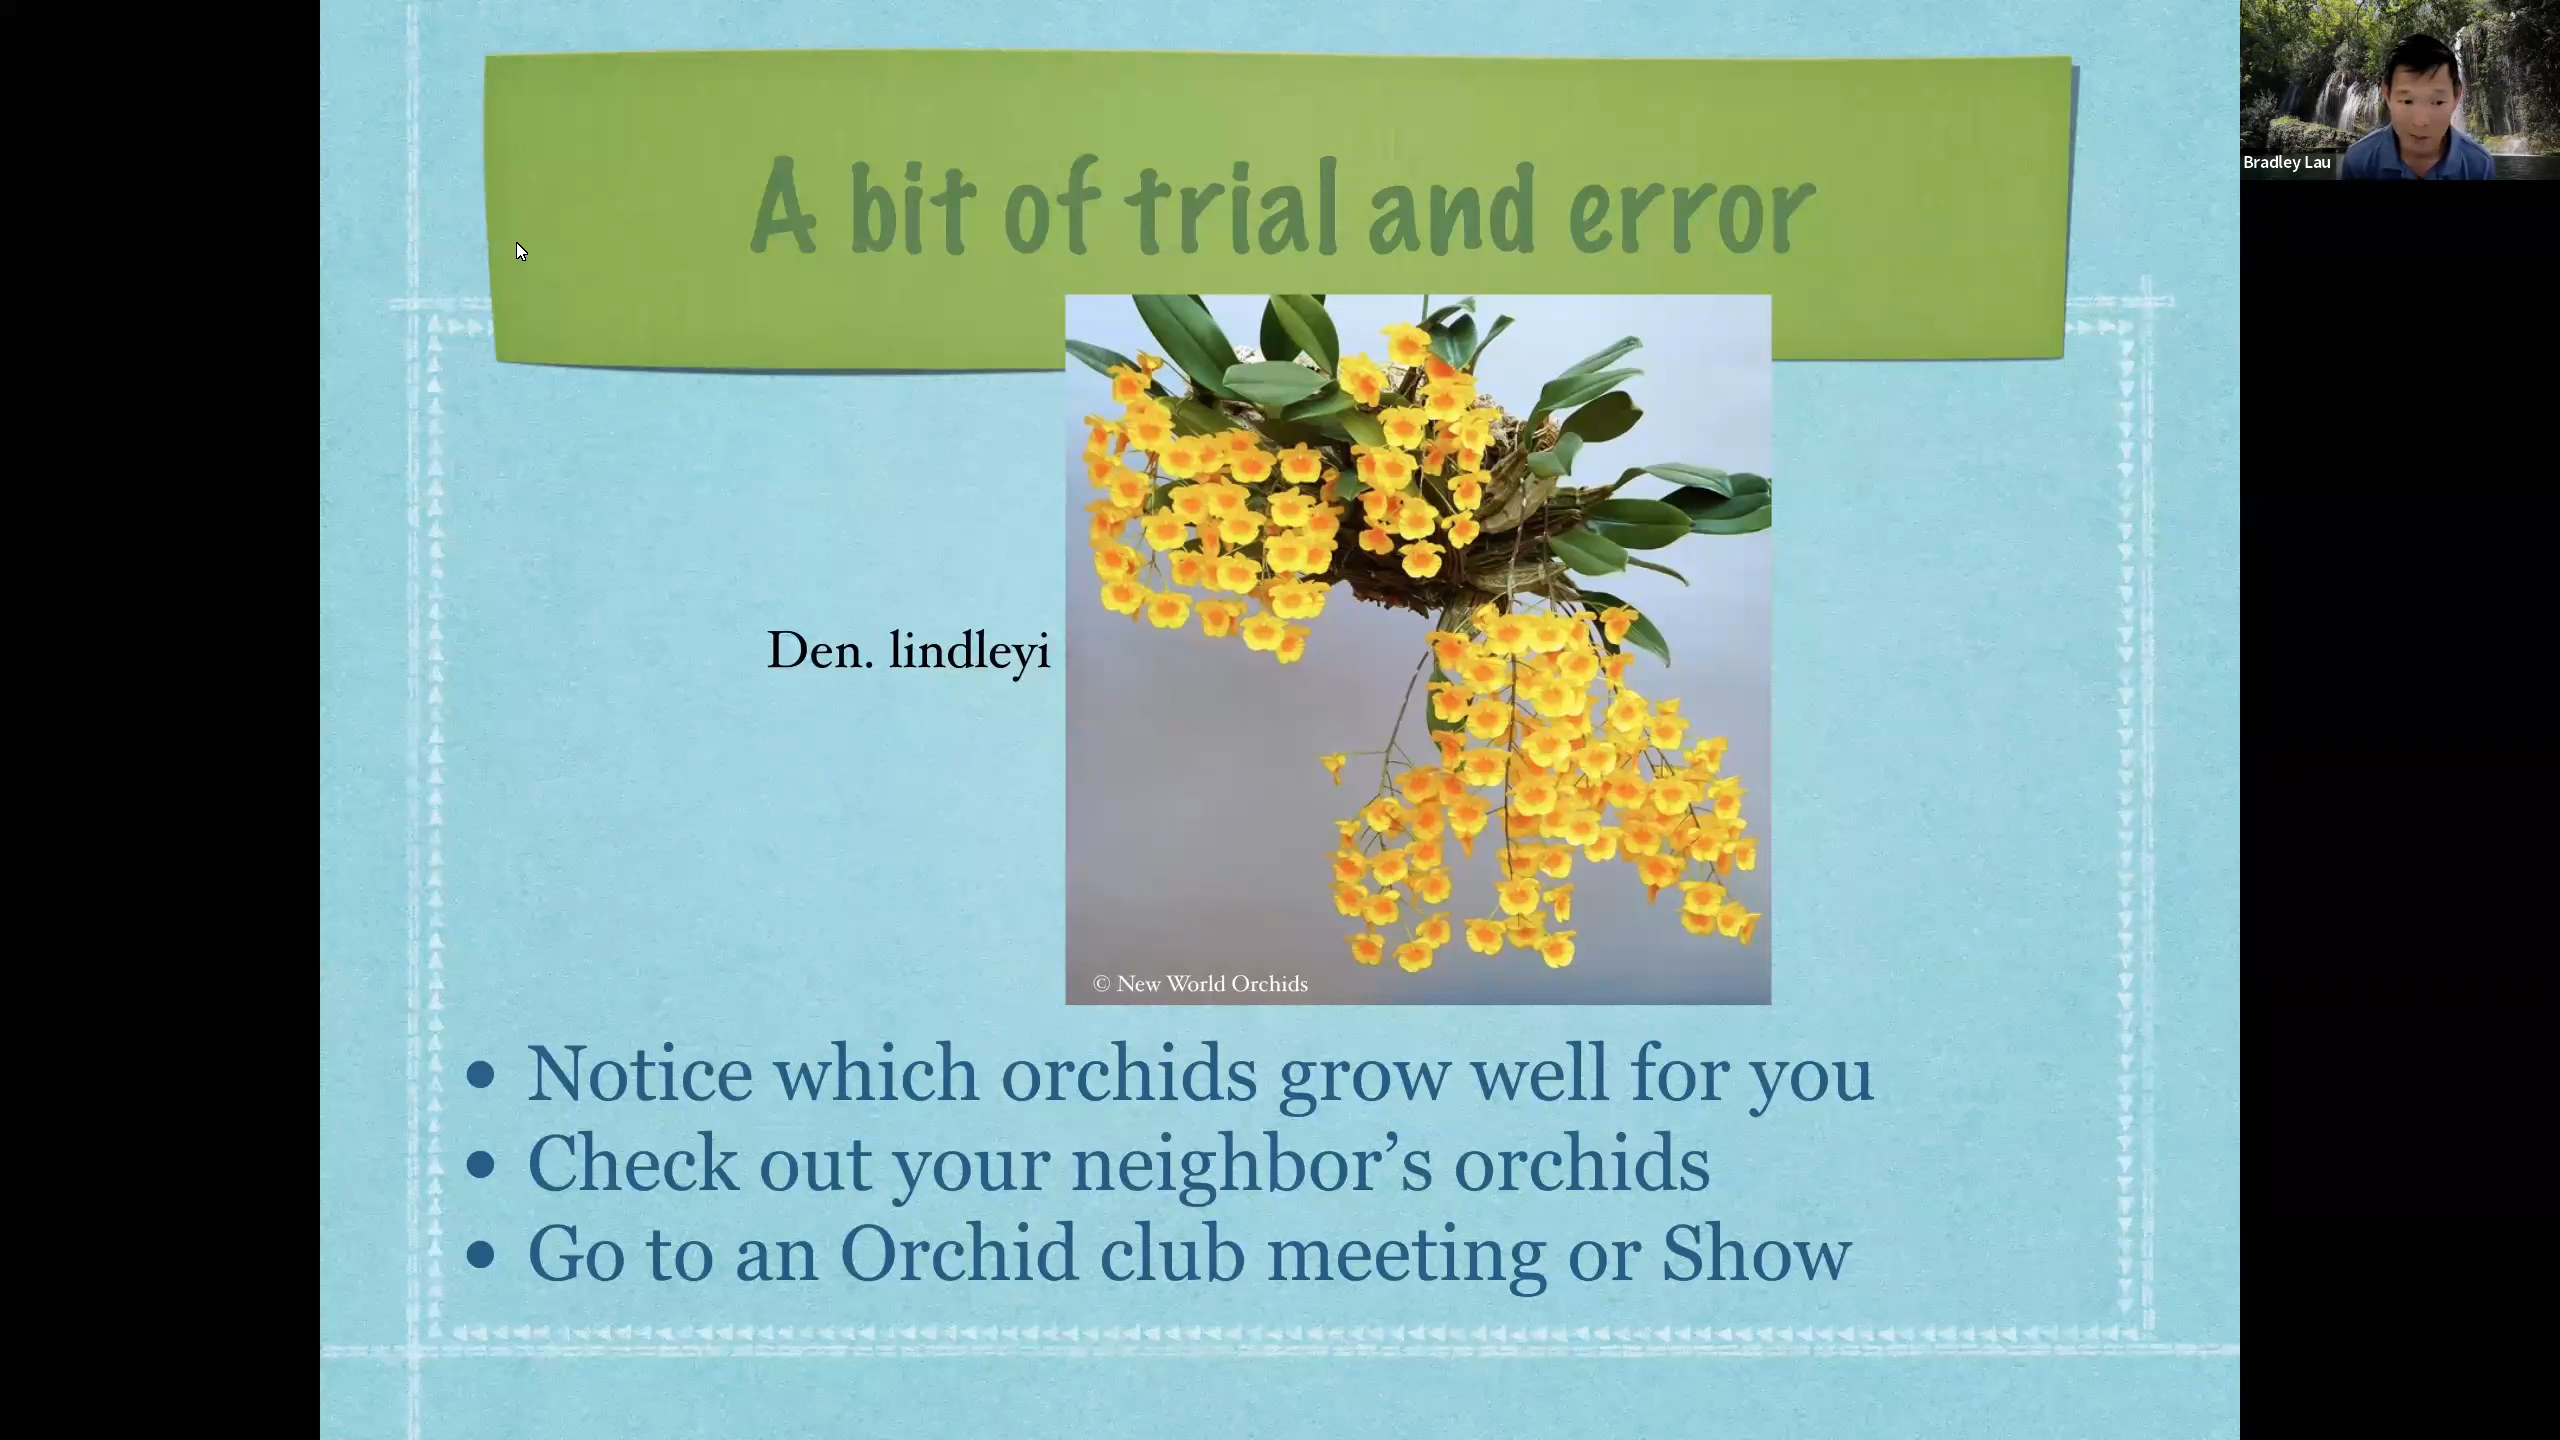 A bit of trial and error
Bradley Lau
Den. lindleyi
© New World Orchids
• Notice which orchids grow well for you
• Check out your neighbor’s orchids
• Go to an Orchid club meeting or Show